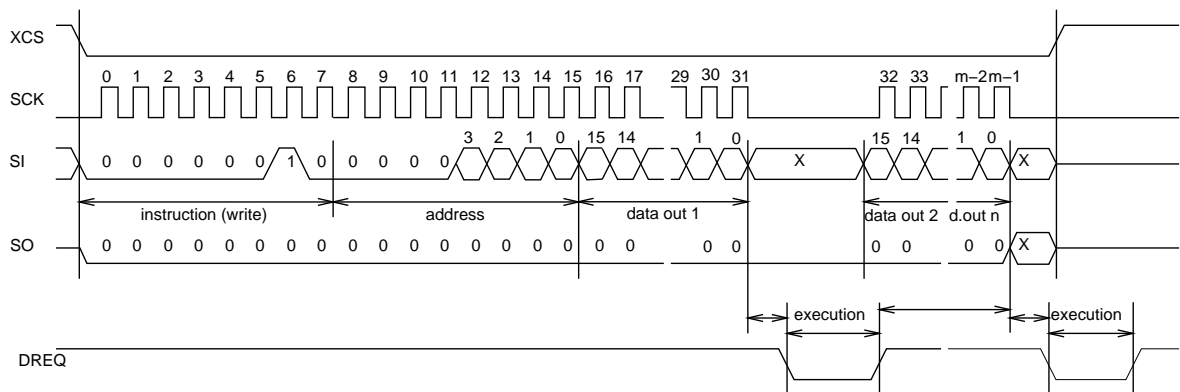 XCS
0 1 2 3 4 5 6 7 8 9 10 11 12 13 14 15 16 17 29 30 31 32 33 m−2 m−1
SCK
3 2 1 0 15 14 1 0 15 14 1 0
SI 0 0 0 0 0 0 1 0 0 0 0 0 X X
instruction (write) address data out 1 data out 2 d.out n
SO 0 0 0 0 0 0 0 0 0 0 0 0 0 0 0 0 0 0 0 0 0 0 0 0 X
execution execution
DREQ